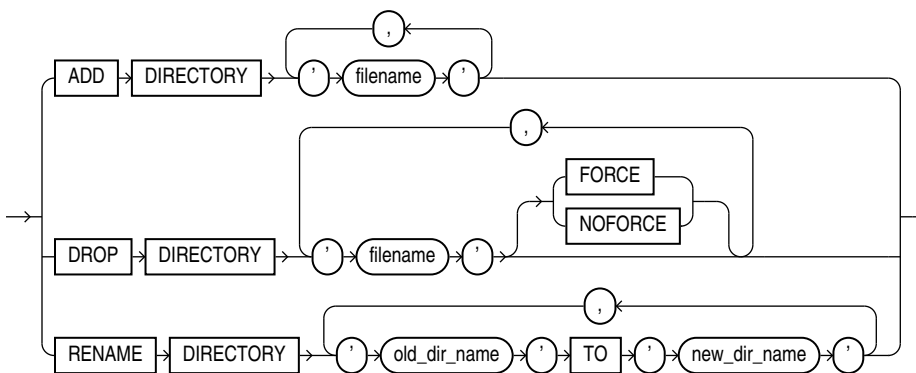 ,
ADD DIRECTORY ' filename '
,
FORCE
NOFORCE
DROP DIRECTORY ' filename '
,
RENAME DIRECTORY ' old_dir_name ' TO ' new_dir_name '